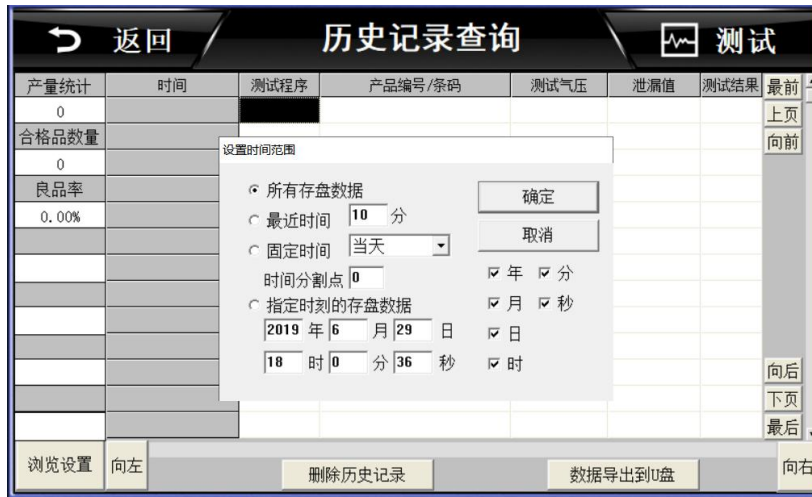 返回
历史记录查询
测试
产量统计 时间 测试程序 产品编号/条码 测试气压 泄漏值 测试结果 最前
0 上页
合格品数量 向前
设置时间范围
0
良品率
0.00%
所有存盘数据 确定
最近时间 10 分
取消
固定时间 当天
时间分割点 0
年 分
指定时刻的存盘数据 月 秒
2019 年 6 月 29 日 日
18 时 0 分 36 秒 时
向后
下页
最后
浏览设置 向左 删除历史记录 数据导出到U盘 向右